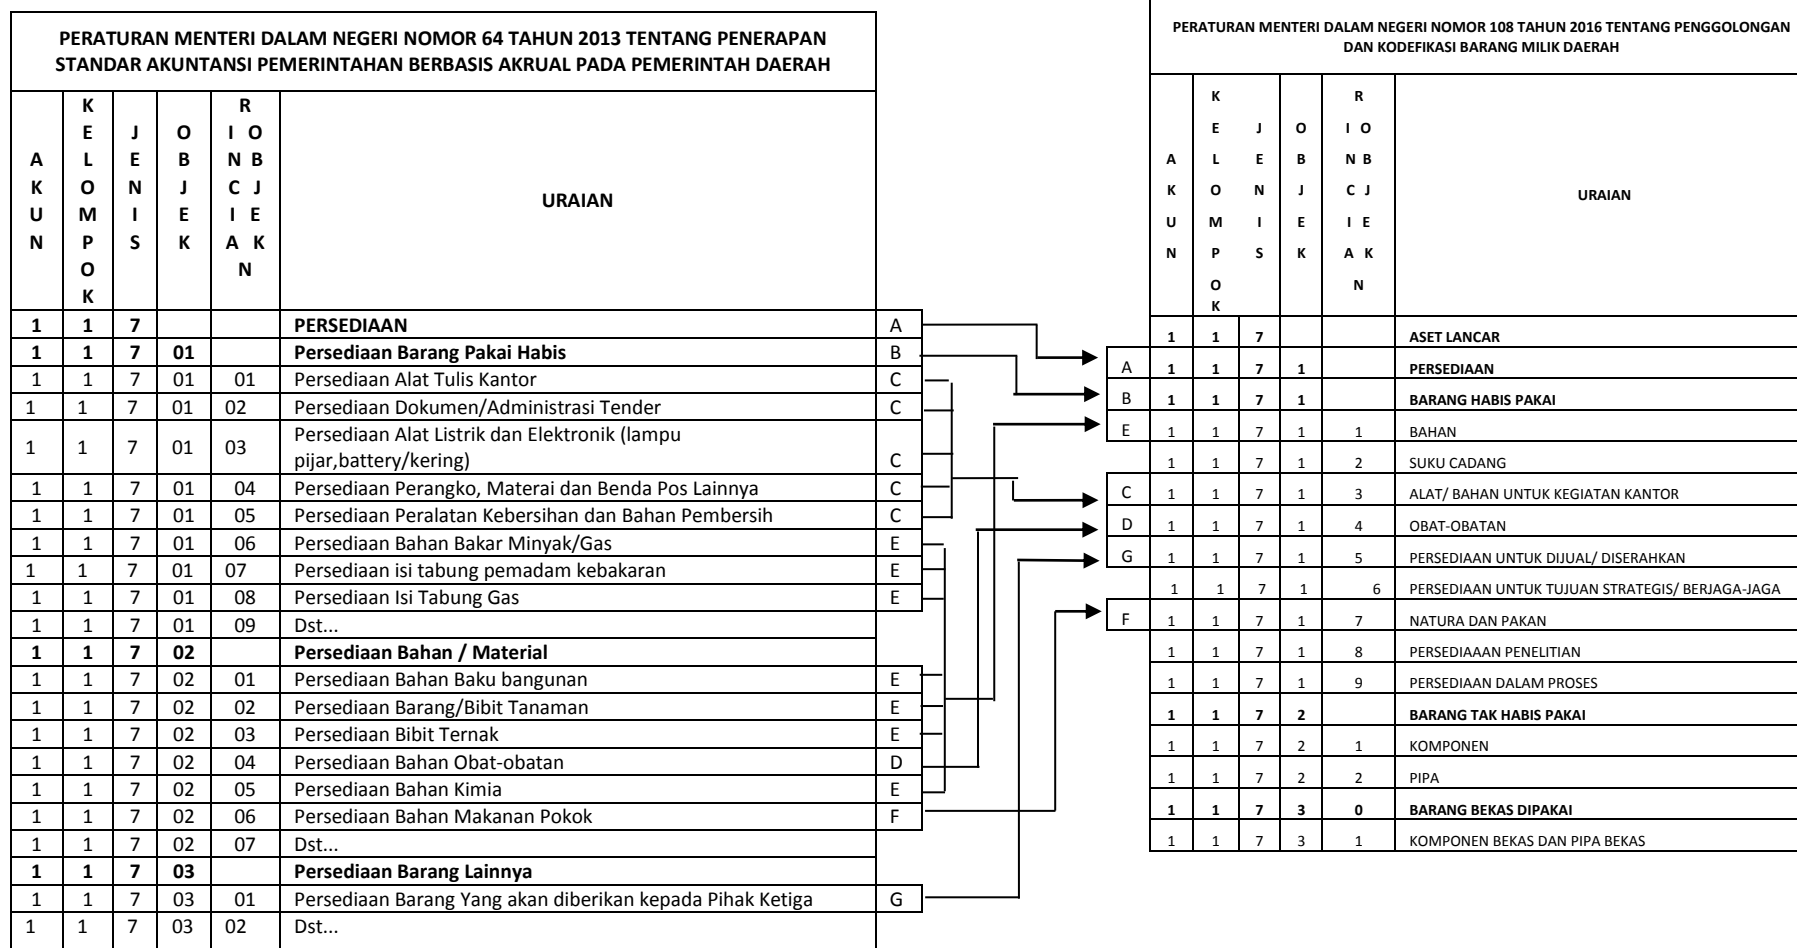 PERATURAN MENTERI DALAM NEGERI NOMOR 64 TAHUN 2013 TENTANG PENERAPAN
STANDAR AKUNTANSI PEMERINTAHAN BERBASIS AKRUAL PADA PEMERINTAH DAERAH
AKUN KELOMPOK JENIS OBJEK RINCIAN OBJEK URAIAN
1 1 7 PERSEDIAAN A
1 1 7 01 Persediaan Barang Pakai Habis B
1 1 7 01 01 Persediaan Alat Tulis Kantor C
1 1 7 01 02 Persediaan Dokumen/Administrasi Tender C
1 1 7 01 03 Persediaan Alat Listrik dan Elektronik (lampu
pijar,battery/kering) C
1 1 7 01 04 Persediaan Perangko, Materai dan Benda Pos Lainnya C
1 1 7 01 05 Persediaan Peralatan Kebersihan dan Bahan Pembersih C
1 1 7 01 06 Persediaan Bahan Bakar Minyak/Gas E
1 1 7 01 07 Persediaan isi tabung pemadam kebakaran E
1 1 7 01 08 Persediaan Isi Tabung Gas E
1 1 7 01 09 Dst...
1 1 7 02 Persediaan Bahan / Material
1 1 7 02 01 Persediaan Bahan Baku bangunan E
1 1 7 02 02 Persediaan Barang/Bibit Tanaman E
1 1 7 02 03 Persediaan Bibit Ternak E
1 1 7 02 04 Persediaan Bahan Obat-obatan D
1 1 7 02 05 Persediaan Bahan Kimia E
1 1 7 02 06 Persediaan Bahan Makanan Pokok F
1 1 7 02 07 Dst...
1 1 7 03 Persediaan Barang Lainnya
1 1 7 03 01 Persediaan Barang Yang akan diberikan kepada Pihak Ketiga G
1 1 7 03 02 Dst...
PERATURAN MENTERI DALAM NEGERI NOMOR 108 TAHUN 2016 TENTANG PENGGOLONGAN
DAN KODEFIKASI BARANG MILIK DAERAH
AKUN KELOMPOK JENIS OBJEK RINCIAN OBJEK URAIAN
1 1 7 ASET LANCAR
A 1 1 7 1 PERSEDIAAN
B 1 1 7 1 BARANG HABIS PAKAI
E 1 1 7 1 1 BAHAN
1 1 7 1 2 SUKU CADANG
C 1 1 7 1 3 ALAT/ BAHAN UNTUK KEGIATAN KANTOR
D 1 1 7 1 4 OBAT-OBATAN
G 1 1 7 1 5 PERSEDIAAN UNTUK DIJUAL/ DISERAHKAN
1 1 7 1 6 PERSEDIAAN UNTUK TUJUAN STRATEGIS/ BERJAGA-JAGA
F 1 1 7 1 7 NATURA DAN PAKAN
1 1 7 1 8 PERSEDIAAAN PENELITIAN
1 1 7 1 9 PERSEDIAAN DALAM PROSES
1 1 7 2 BARANG TAK HABIS PAKAI
1 1 7 2 1 KOMPONEN
1 1 7 2 2 PIPA
1 1 7 3 0 BARANG BEKAS DIPAKAI
1 1 7 3 1 KOMPONEN BEKAS DAN PIPA BEKAS